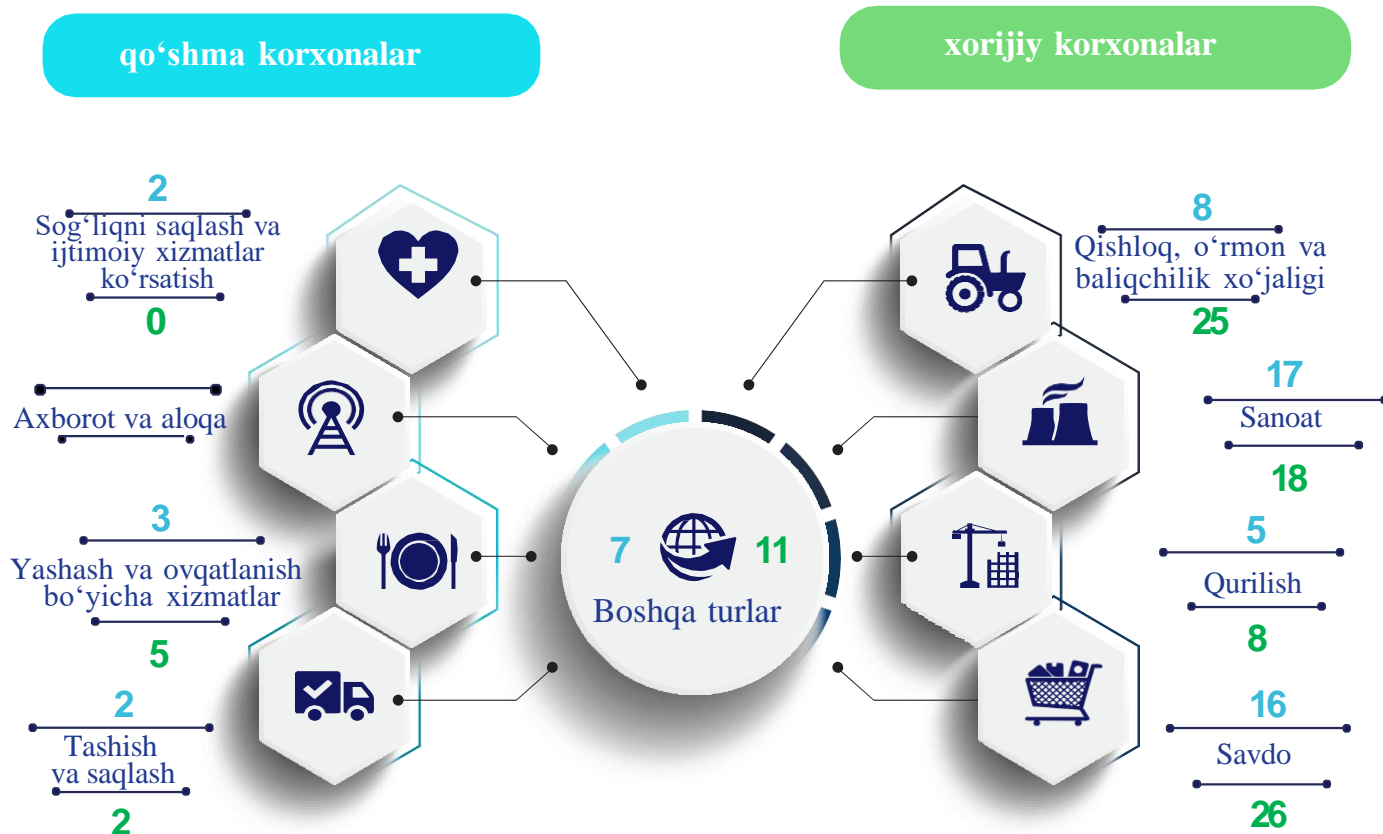 qo‘shma korxonalar
xorijiy korxonalar
2
Sog‘liqni saqlash va
ijtimoiy xizmatlar
ko‘rsatish
0
Axborot va aloqa
3
Yashash va ovqatlanish
bo‘yicha xizmatlar
5
2
Tashish
va saqlash
2
7
11
Boshqa turlar
8
Qishloq, o‘rmon va
baliqchilik xo‘jaligi
25
17
Sanoat
18
5
Qurilish
8
16
Savdo
26